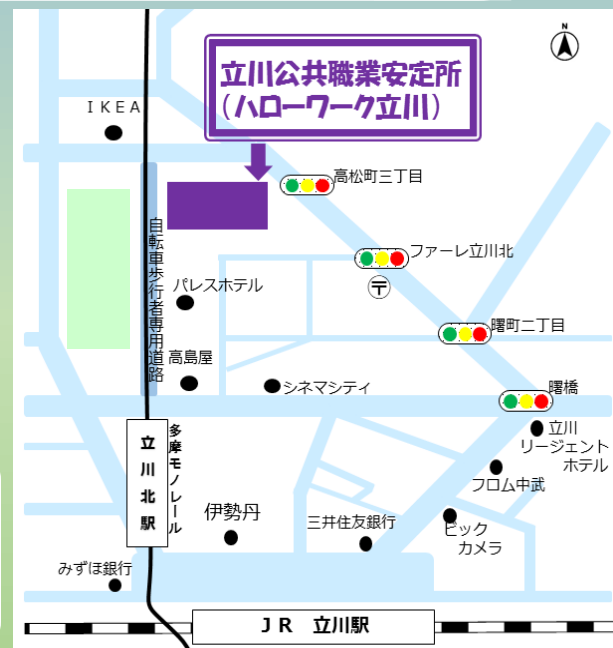 N
立川公共職業安定所
（ハローワーク立川）
ＩＫＥＡ
高松町三丁目
自転車歩行者専用道路
ファーレ立川北
〒
パレスホテル
曙町二丁目
高島屋
シネマシティ
曙橋
立川
リージェント
ホテル
フロム中武
立川北駅
多摩モノレール
伊勢丹
三井住友銀行
ビック
カメラ
みずほ銀行
ＪＲ 立川駅